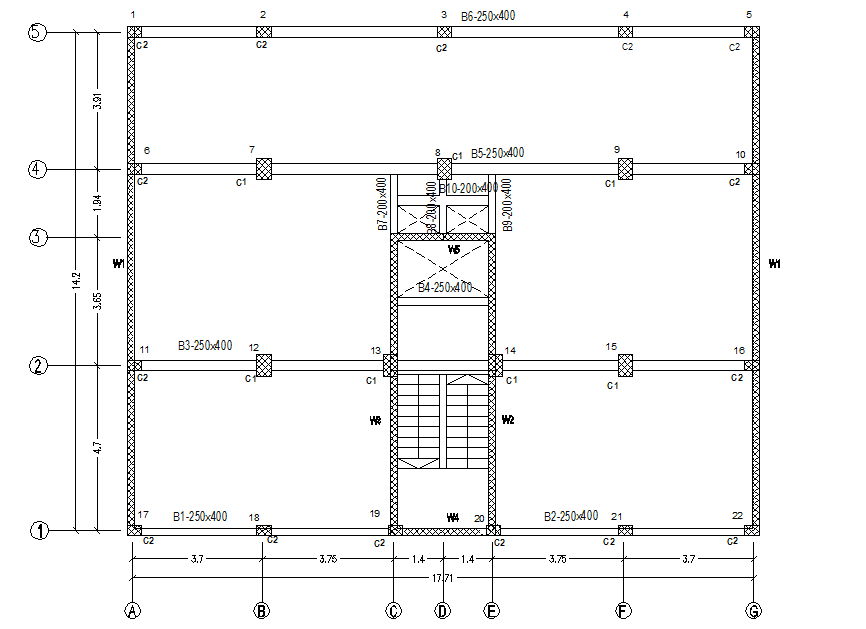 1 2 3 B6-250x400 4 5
5 C2 C2 C2 C2 C2
3.91
6 7 8 C1 B5-250x400 9 10
4 C2 C1 C1 C2
1.94 B7-200x400 B8-200x400 B10-200x400 B9-200x400
3 W5
W1 W1
14.2 3.65 B4-250x400
11 B3-250x400 12 13 14 15 16
2 C2 C1 C1 C1 C1 C2
4.7 W2
W4
17 B1-250x400 18 19 20 B2-250x400 21 22
1 C2 C2 C2 C2 C2 C2
3.7 3.75 1.4 1.4 3.75 3.7
17.71
A B C D E F G